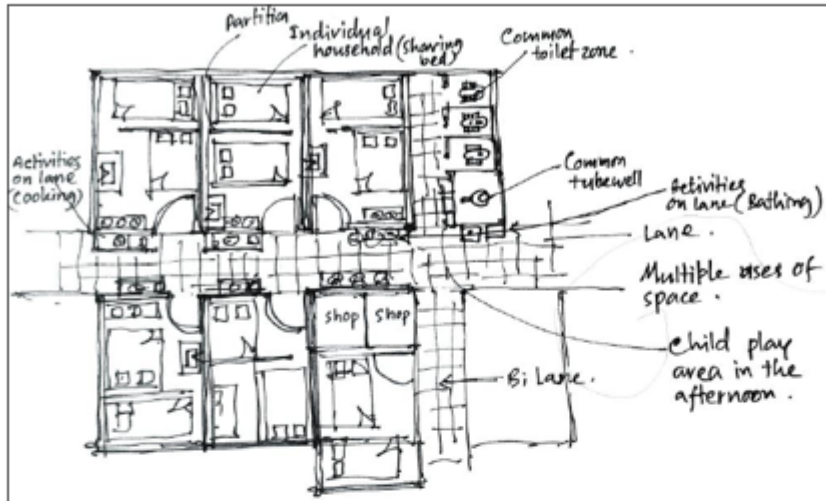 Partition
Individual
household (Sharing
bed)
Common
toilet zone.
Activities
on lane
(Cooking)
Common
tubewell
Activities
on lane (Bathing)
Lane.
Multiple uses of
space.
shop
shop
Child play
area in the
afternoon.
Bi Lane.